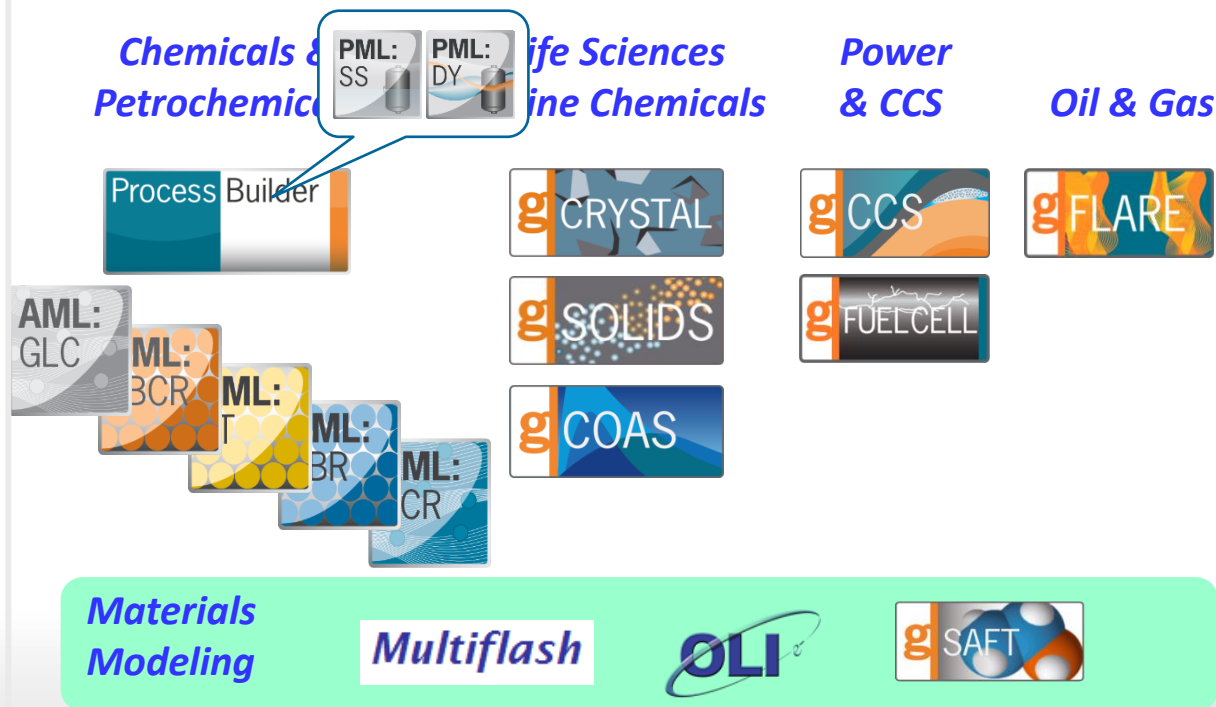 Chemicals &
Petrochemica
PML:
SS
PML:
DY
ife Sciences
ine Chemicals
Power
& CCS
Oil & Gas
Process Builder
g CRYSTAL
g CCS
g FLARE
g SOLIDS
g FUELCELL
g COAS
AML:
GLC
ML:
BCR
ML:
T
ML:
BR
ML:
CR
Materials
Modeling
Multiflash
OLI
g SAFT